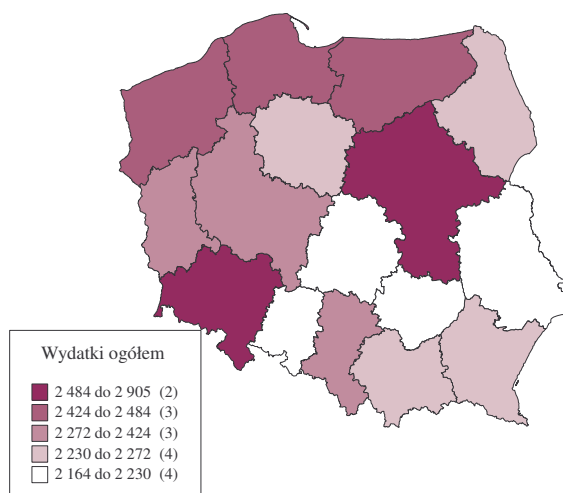 Wydatki ogółem
2 484 do 2 905 (2)
2 424 do 2 484 (3)
2 272 do 2 424 (3)
2 230 do 2 272 (4)
2 164 do 2 230 (4)